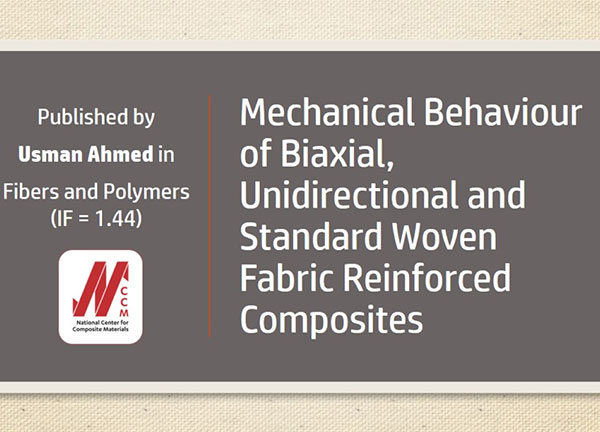 Published by
Usman Ahmed in
Fibers and Polymers
(IF = 1.44)
CCM
National Center for
Composite Materials
Mechanical Behaviour
of Biaxial,
Unidirectional and
Standard Woven
Fabric Reinforced
Composites